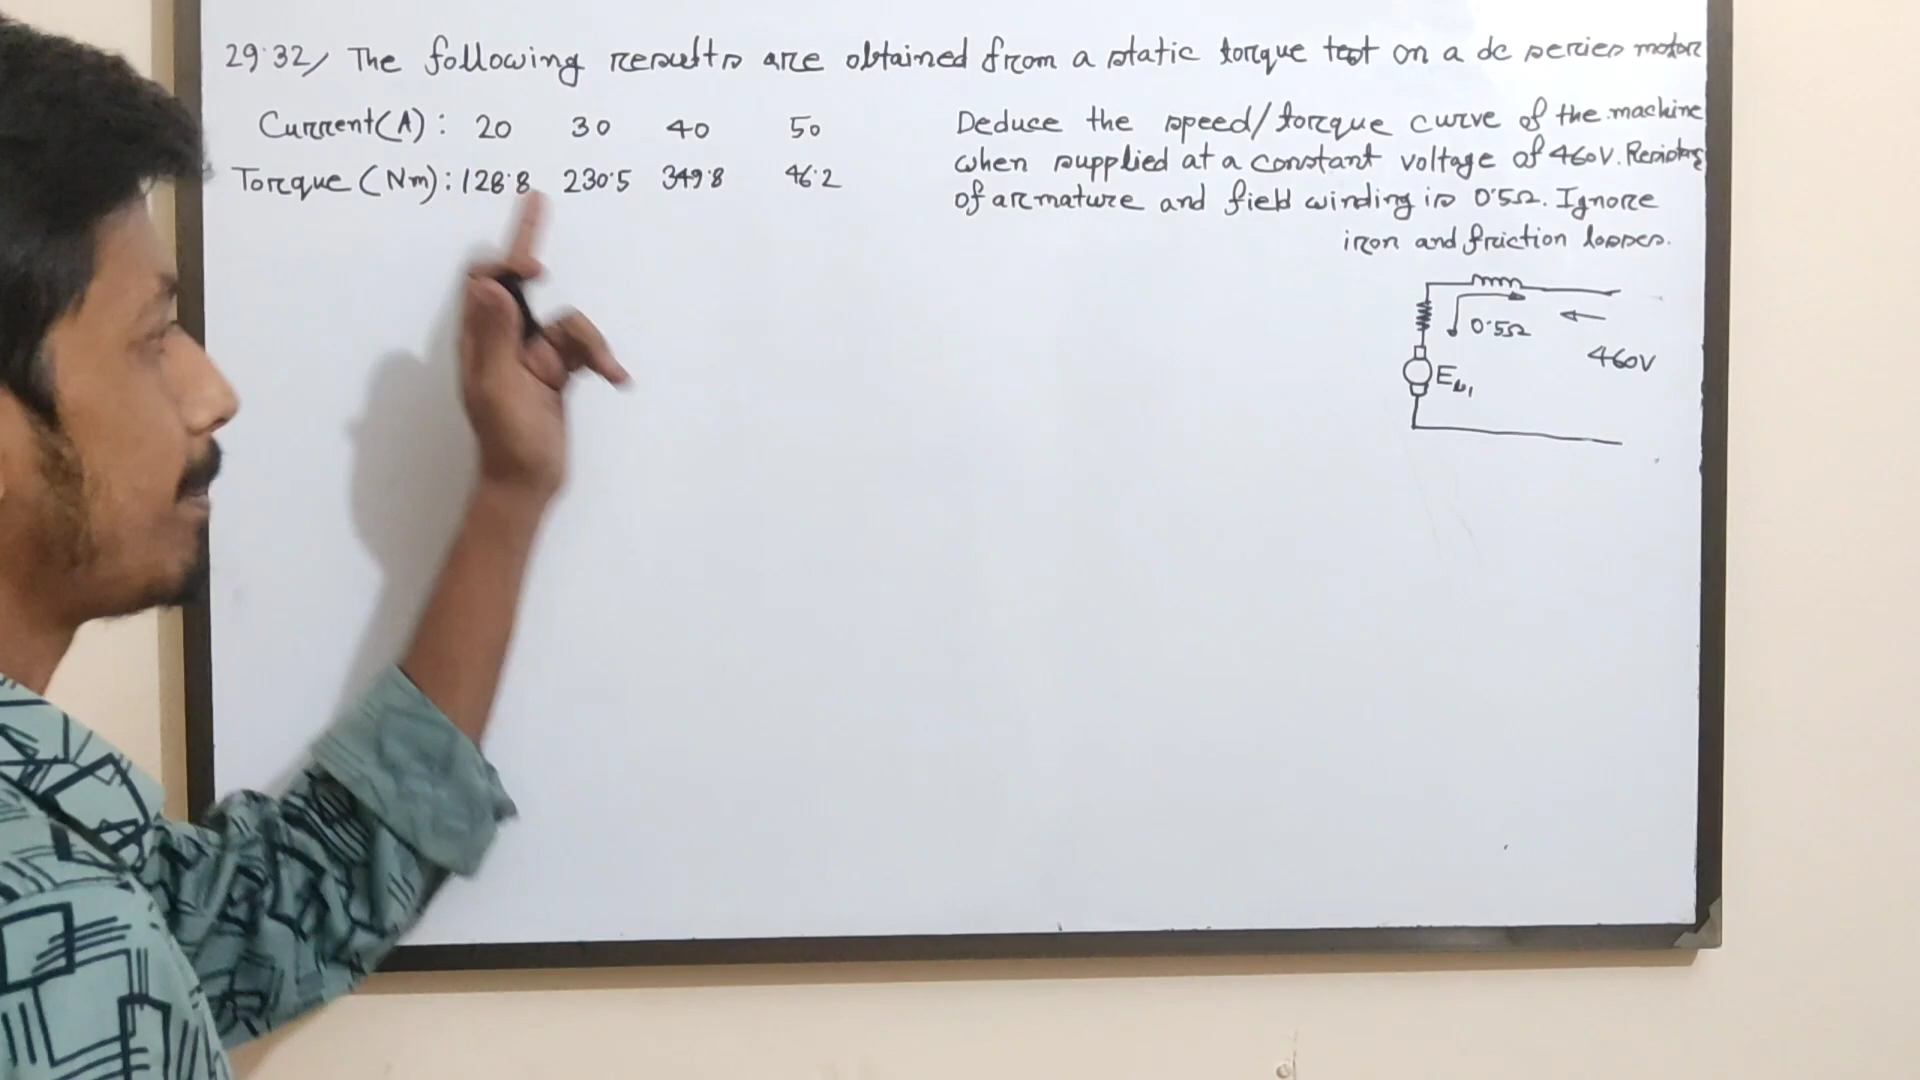 29.32/ The following results are obtained from a static torque test on a dc series motor
Current(A): 20 30 40 50
Torque (Nm): 128.8 230.5 349.8 46.2
Deduce the speed/torque curve of the machine
when supplied at a constant voltage of 460V. Resistance
of armature and field winding is 0.5Ω. Ignore
iron and friction losses.
0.5Ω
460V
E_b1